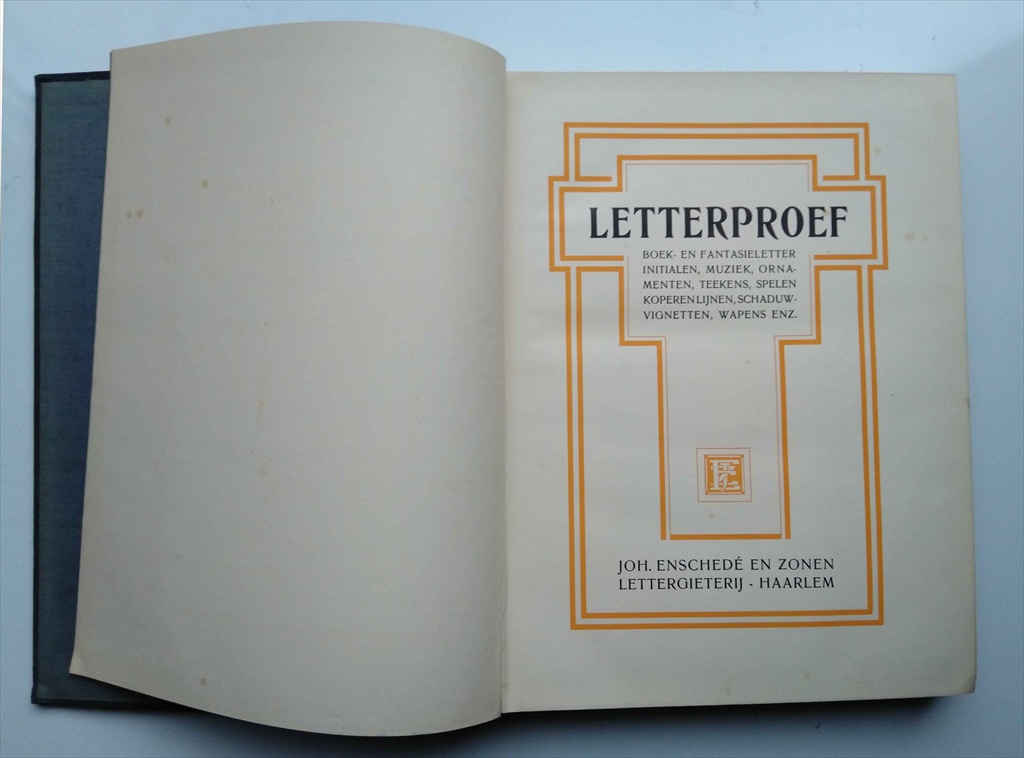 LETTERPROEF
BOEK- EN FANTASIELETTER
INITIALEN, MUZIEK, ORNA-
MENTEN, TEEKENS, SPELEN
KOPEREN LIJNEN, SCHADUW-
VIGNETTEN, WAPENS ENZ.
JOH. ENSCHEDÉ EN ZONEN
LETTERGIETERIJ - HAARLEM